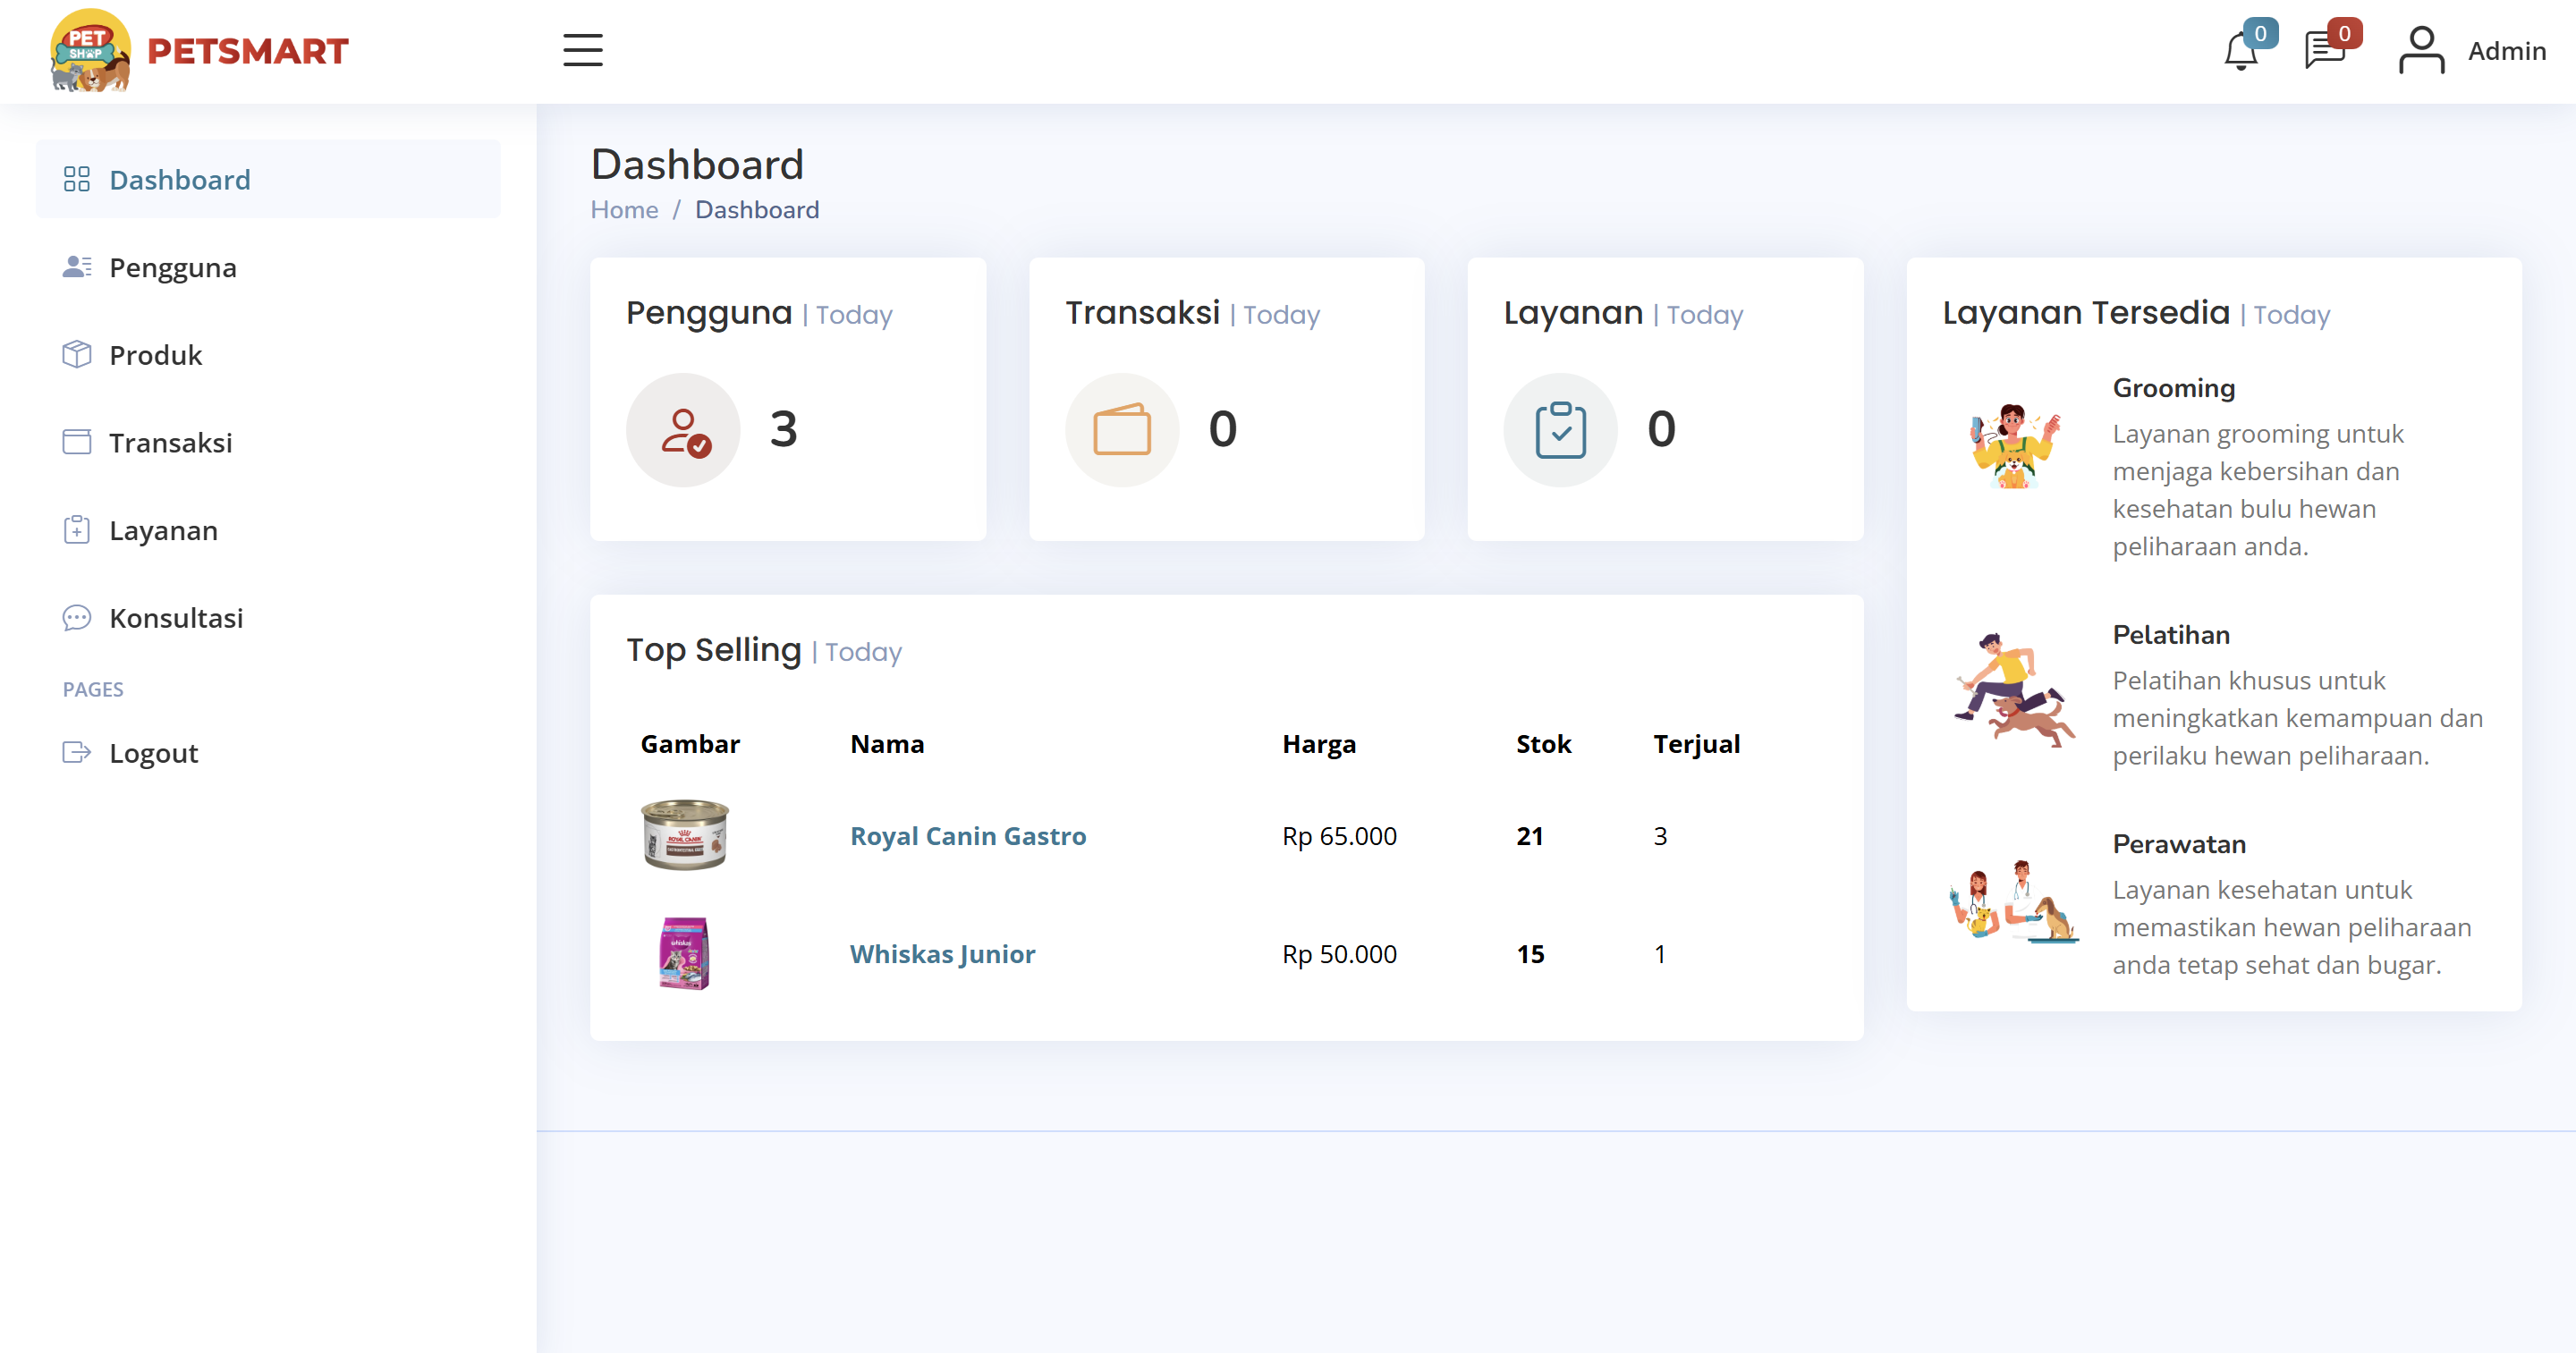 PET
SHOP
PETSMART
0
0
Admin
Dashboard
Pengguna
Produk
Transaksi
Layanan
Konsultasi
PAGES
Logout
Dashboard
Home / Dashboard
Pengguna | Today
3
Transaksi | Today
0
Layanan | Today
0
Top Selling | Today
Gambar Nama Harga Stok Terjual
ROYAL CANIN
Royal Canin Gastro Rp 65.000 21 3
whiskas
Whiskas Junior Rp 50.000 15 1
Layanan Tersedia | Today
Grooming
Layanan grooming untuk
menjaga kebersihan dan
kesehatan bulu hewan
peliharaan anda.
Pelatihan
Pelatihan khusus untuk
meningkatkan kemampuan dan
perilaku hewan peliharaan.
Perawatan
Layanan kesehatan untuk
memastikan hewan peliharaan
anda tetap sehat dan bugar.